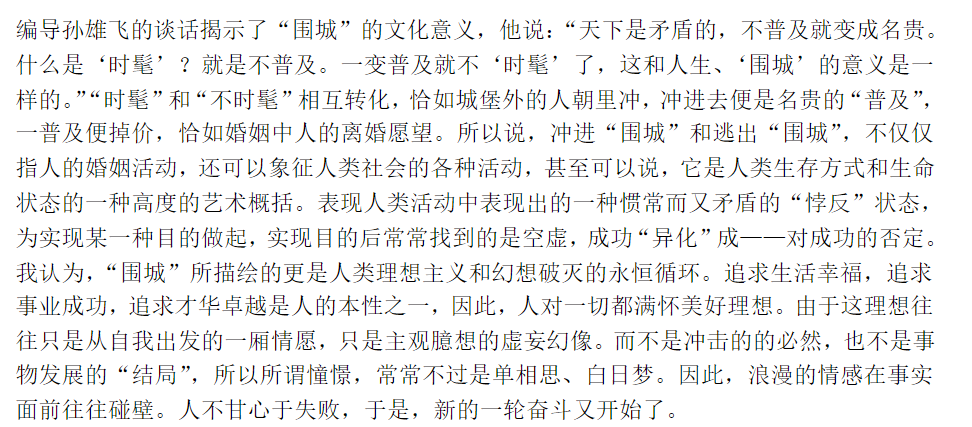 编导孙雄飞的谈话揭示了“围城”的文化意义，他说：“天下是矛盾的，不普及就变成名贵。
什么是‘时髦’？就是不普及。一变普及就不‘时髦’了，这和人生、‘围城’的意义是一
样的。”“时髦”和“不时髦”相互转化，恰如城堡外的人朝里冲，冲进去便是名贵的“普及”，
一普及便掉价，恰如婚姻中人的离婚愿望。所以说，冲进“围城”和逃出“围城”，不仅仅
指人的婚姻活动，还可以象征人类社会的各种活动，甚至可以说，它是人类生存方式和生命
状态的一种高度的艺术概括。表现人类活动中表现出的一种惯常而又矛盾的“悖反”状态，
为实现某一种目的做起，实现目的后常常找到的是空虚，成功“异化”成——对成功的否定。
我认为，“围城”所描绘的更是人类理想主义和幻想破灭的永恒循环。追求生活幸福，追求
事业成功，追求才华卓越是人的本性之一，因此，人对一切都满怀美好理想。由于这理想往
往只是从自我出发的一厢情愿，只是主观臆想的虚妄幻像。而不是冲击的的必然，也不是事
物发展的“结局”，所以所谓憧憬，常常不过是单相思、白日梦。因此，浪漫的情感在事实
面前往往碰壁。人不甘心于失败，于是，新的一轮奋斗又开始了。